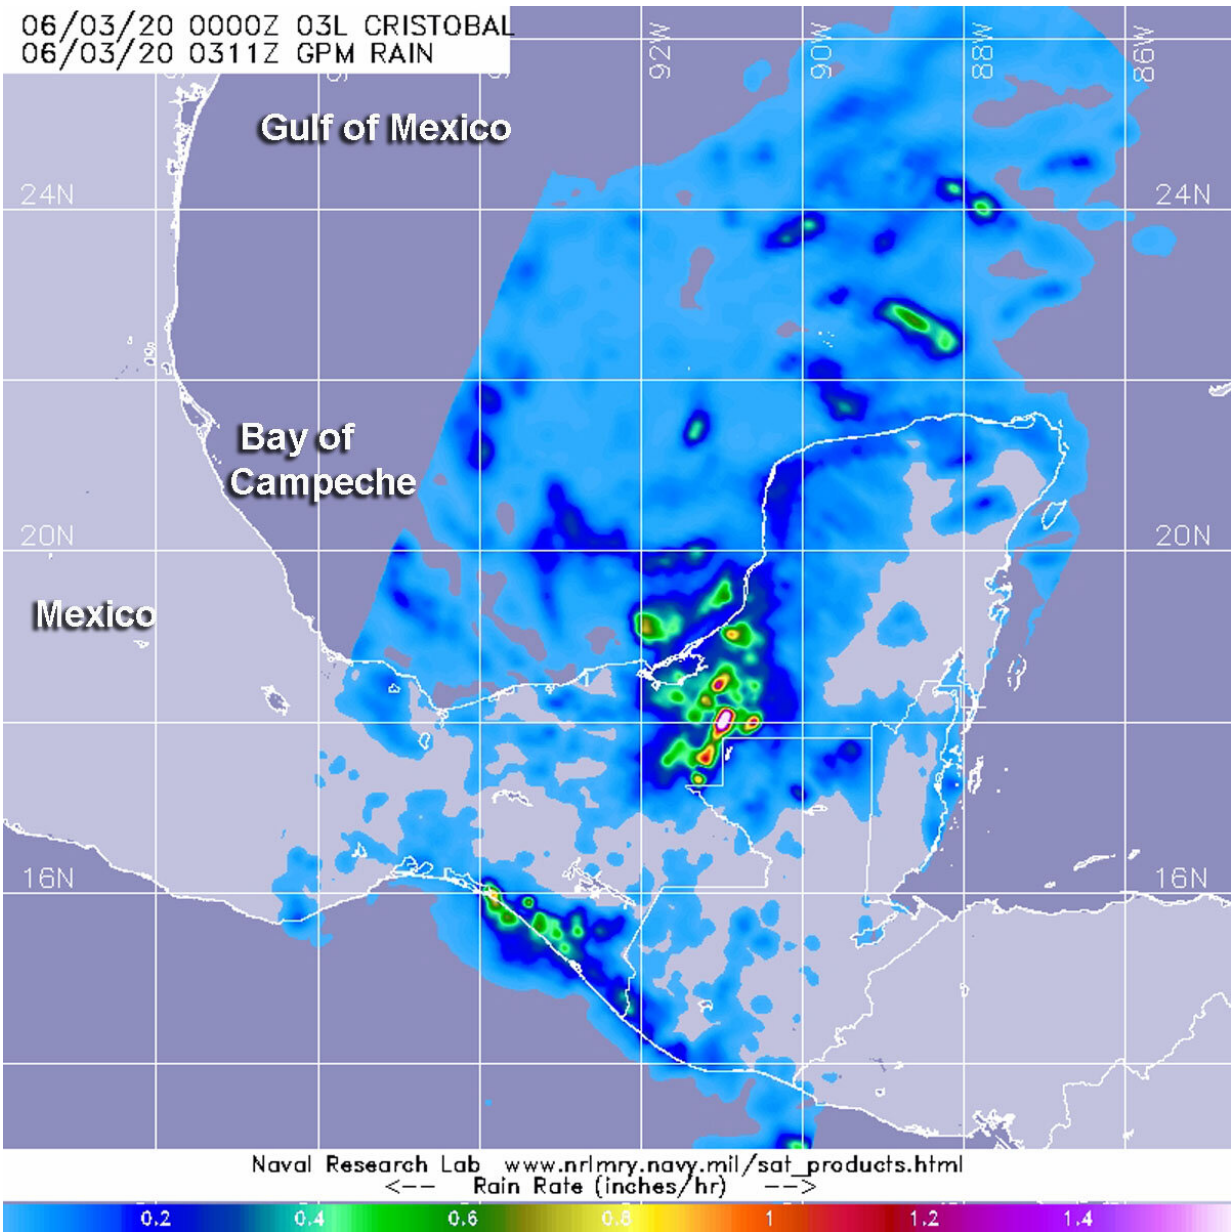 06/03/20 0000Z 03L CRISTOBAL
06/03/20 0311Z GPM RAIN
92W 90W 88W 86W
Gulf of Mexico
24N 24N
Bay of
Campeche
20N 20N
Mexico
16N 16N
Naval Research Lab www.nrlmry.navy.mil/sat_products.html
<-- Rain Rate (inches/hr) -->
0.2 0.4 0.6 0.8 1 1.2 1.4